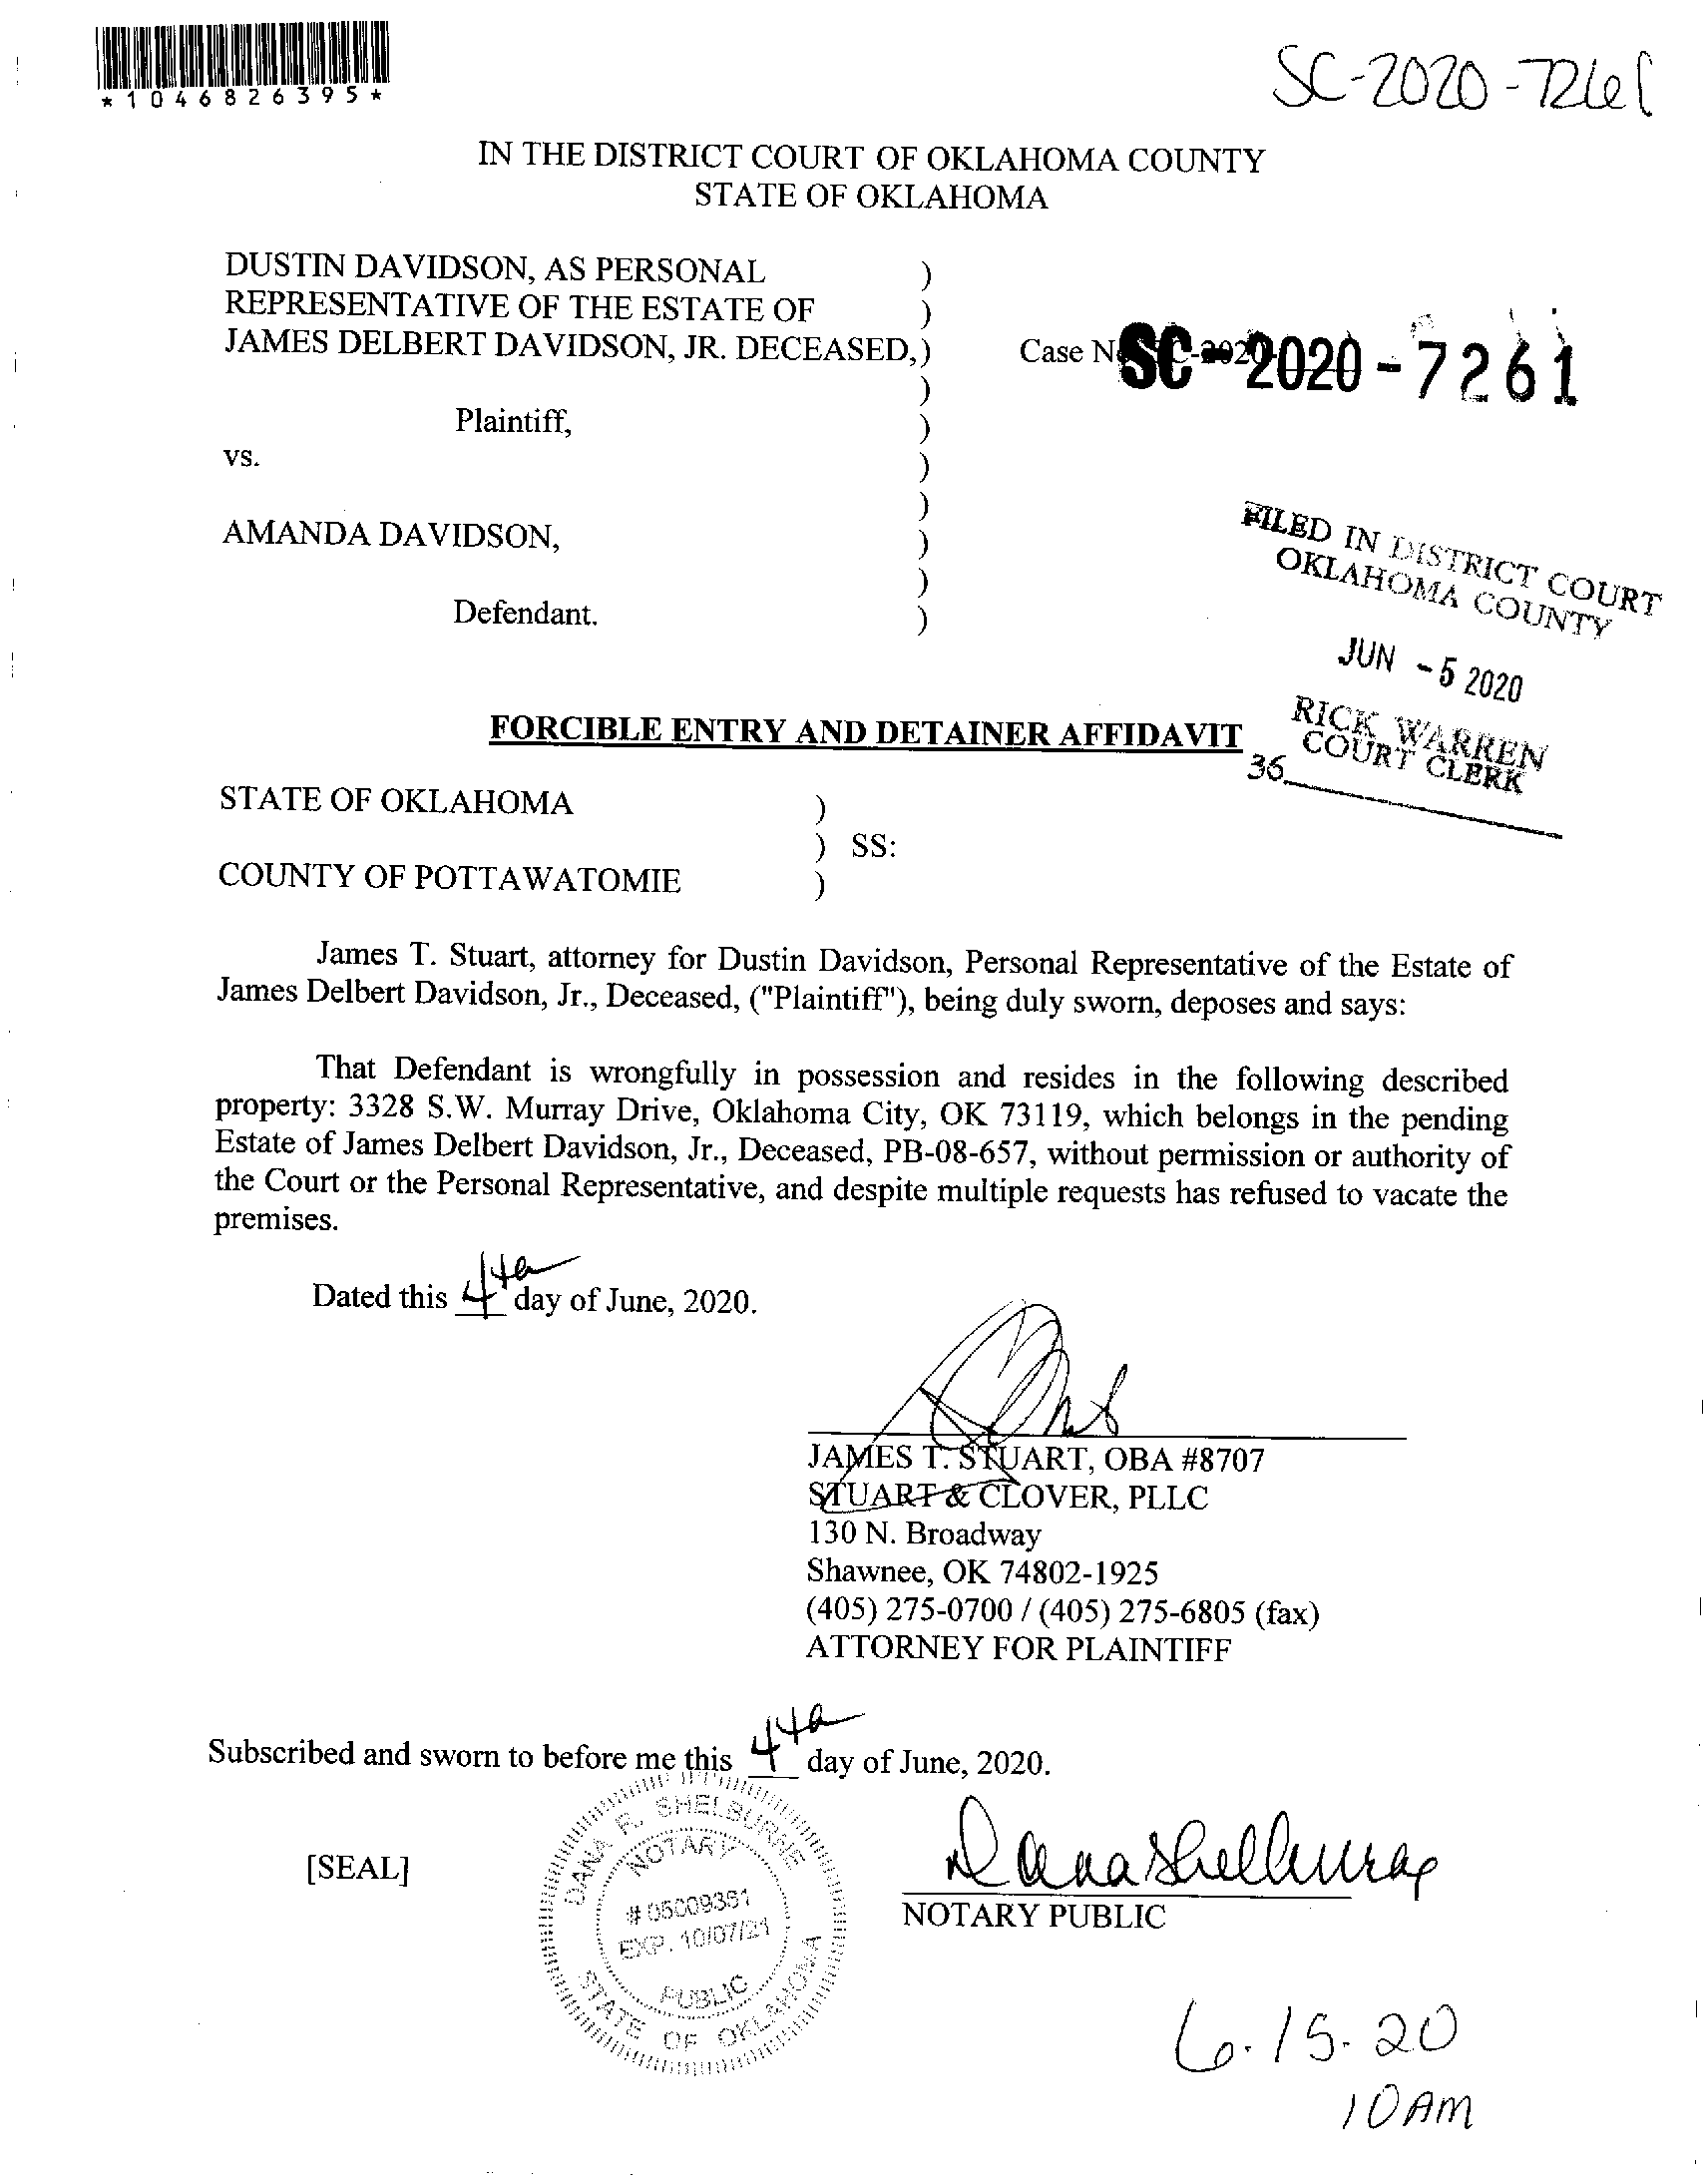 *1046826395*
SC-2020-7261
IN THE DISTRICT COURT OF OKLAHOMA COUNTY
STATE OF OKLAHOMA
DUSTIN DAVIDSON, AS PERSONAL )
REPRESENTATIVE OF THE ESTATE OF )
JAMES DELBERT DAVIDSON, JR. DECEASED,) Case No. SC-2020-
SC-2020-7261
)
Plaintiff, )
vs. )
)
AMANDA DAVIDSON, )
)
Defendant. )
FILED IN DISTRICT COURT
OKLAHOMA COUNTY
JUN -5 2020
RICK WARREN
COURT CLERK
36
FORCIBLE ENTRY AND DETAINER AFFIDAVIT
STATE OF OKLAHOMA )
) SS:
COUNTY OF POTTAWATOMIE )
James T. Stuart, attorney for Dustin Davidson, Personal Representative of the Estate of
James Delbert Davidson, Jr., Deceased, ("Plaintiff"), being duly sworn, deposes and says:
That Defendant is wrongfully in possession and resides in the following described
property: 3328 S.W. Murray Drive, Oklahoma City, OK 73119, which belongs in the pending
Estate of James Delbert Davidson, Jr., Deceased, PB-08-657, without permission or authority of
the Court or the Personal Representative, and despite multiple requests has refused to vacate the
premises.
Dated this 4th day of June, 2020.
JAMES T. STUART, OBA #8707
STUART & CLOVER, PLLC
130 N. Broadway
Shawnee, OK 74802-1925
(405) 275-0700 / (405) 275-6805 (fax)
ATTORNEY FOR PLAINTIFF
Subscribed and sworn to before me this 4th day of June, 2020.
[SEAL]
DANA R. SHELBURNE
NOTARY
# 05009361
EXP. 10/07/21
PUBLIC
STATE OF OKLAHOMA
Dana Shelburne
NOTARY PUBLIC
6.15.20
10AM